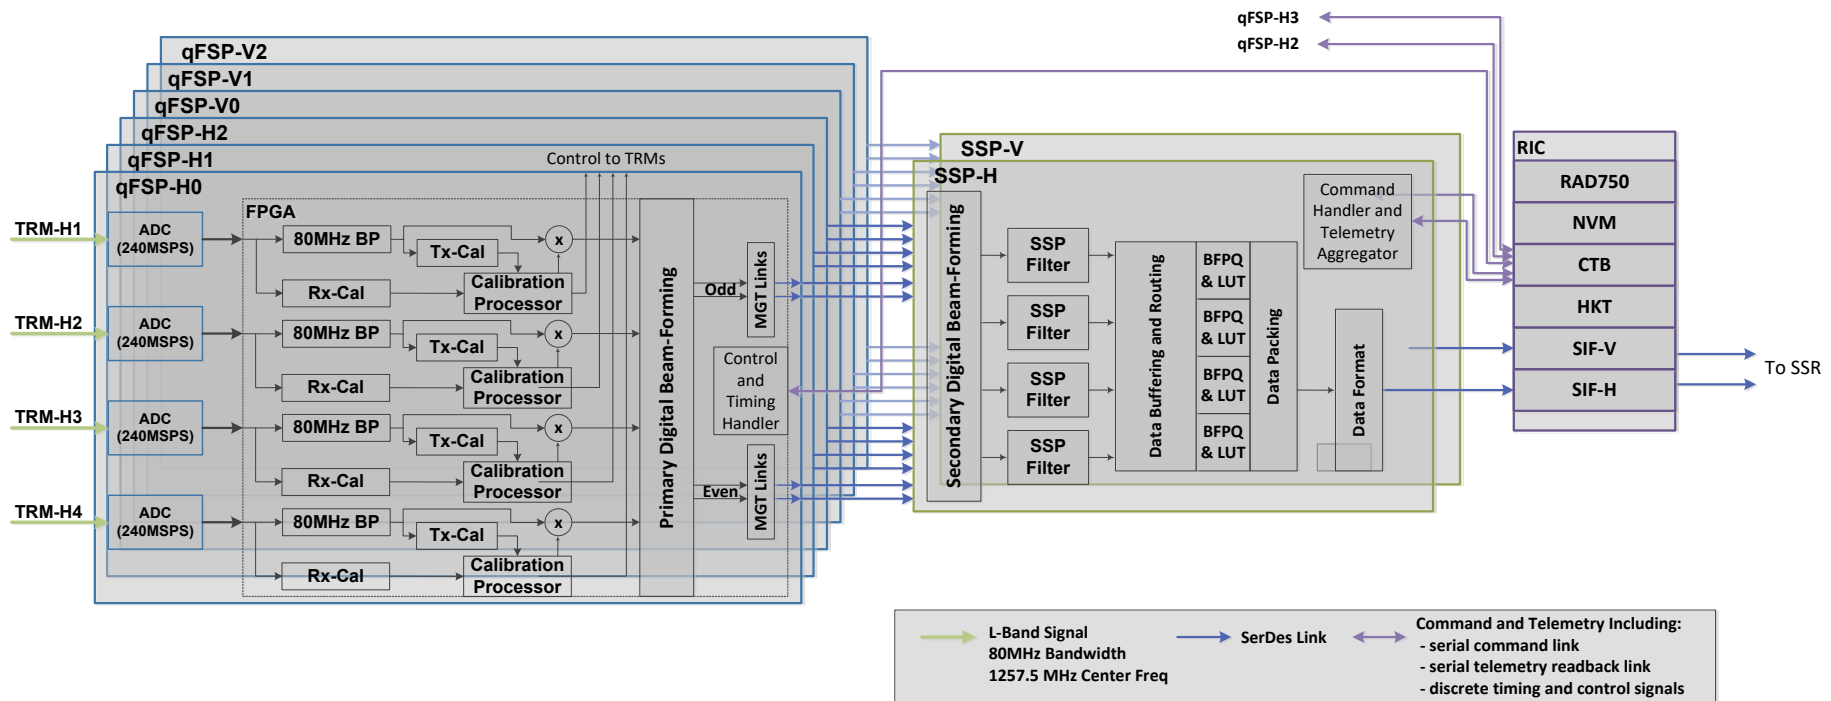 qFSP-H3
qFSP-H2
qFSP-V2
qFSP-V1
qFSP-V0
qFSP-H2
qFSP-H1
qFSP-H0
Control to TRMs
FPGA
TRM-H1
ADC
(240MSPS)
80MHz BP
Tx-Cal
x
Rx-Cal
Calibration
Processor
TRM-H2
ADC
(240MSPS)
80MHz BP
Tx-Cal
x
Rx-Cal
Calibration
Processor
TRM-H3
ADC
(240MSPS)
80MHz BP
Tx-Cal
x
Rx-Cal
Calibration
Processor
TRM-H4
ADC
(240MSPS)
80MHz BP
Tx-Cal
x
Rx-Cal
Calibration
Processor
Primary Digital Beam-Forming
Odd
MGT Links
Control
and
Timing
Handler
Even
MGT Links
SSP-V
SSP-H
Secondary Digital Beam-Forming
SSP
Filter
SSP
Filter
SSP
Filter
SSP
Filter
Data Buffering and Routing
BFPQ
& LUT
BFPQ
& LUT
BFPQ
& LUT
BFPQ
& LUT
Data Packing
Command
Handler and
Telemetry
Aggregator
Data Format
RIC
RAD750
NVM
CTB
HKT
SIF-V
SIF-H
To SSR
L-Band Signal
80MHz Bandwidth
1257.5 MHz Center Freq
SerDes Link
Command and Telemetry Including:
- serial command link
- serial telemetry readback link
- discrete timing and control signals